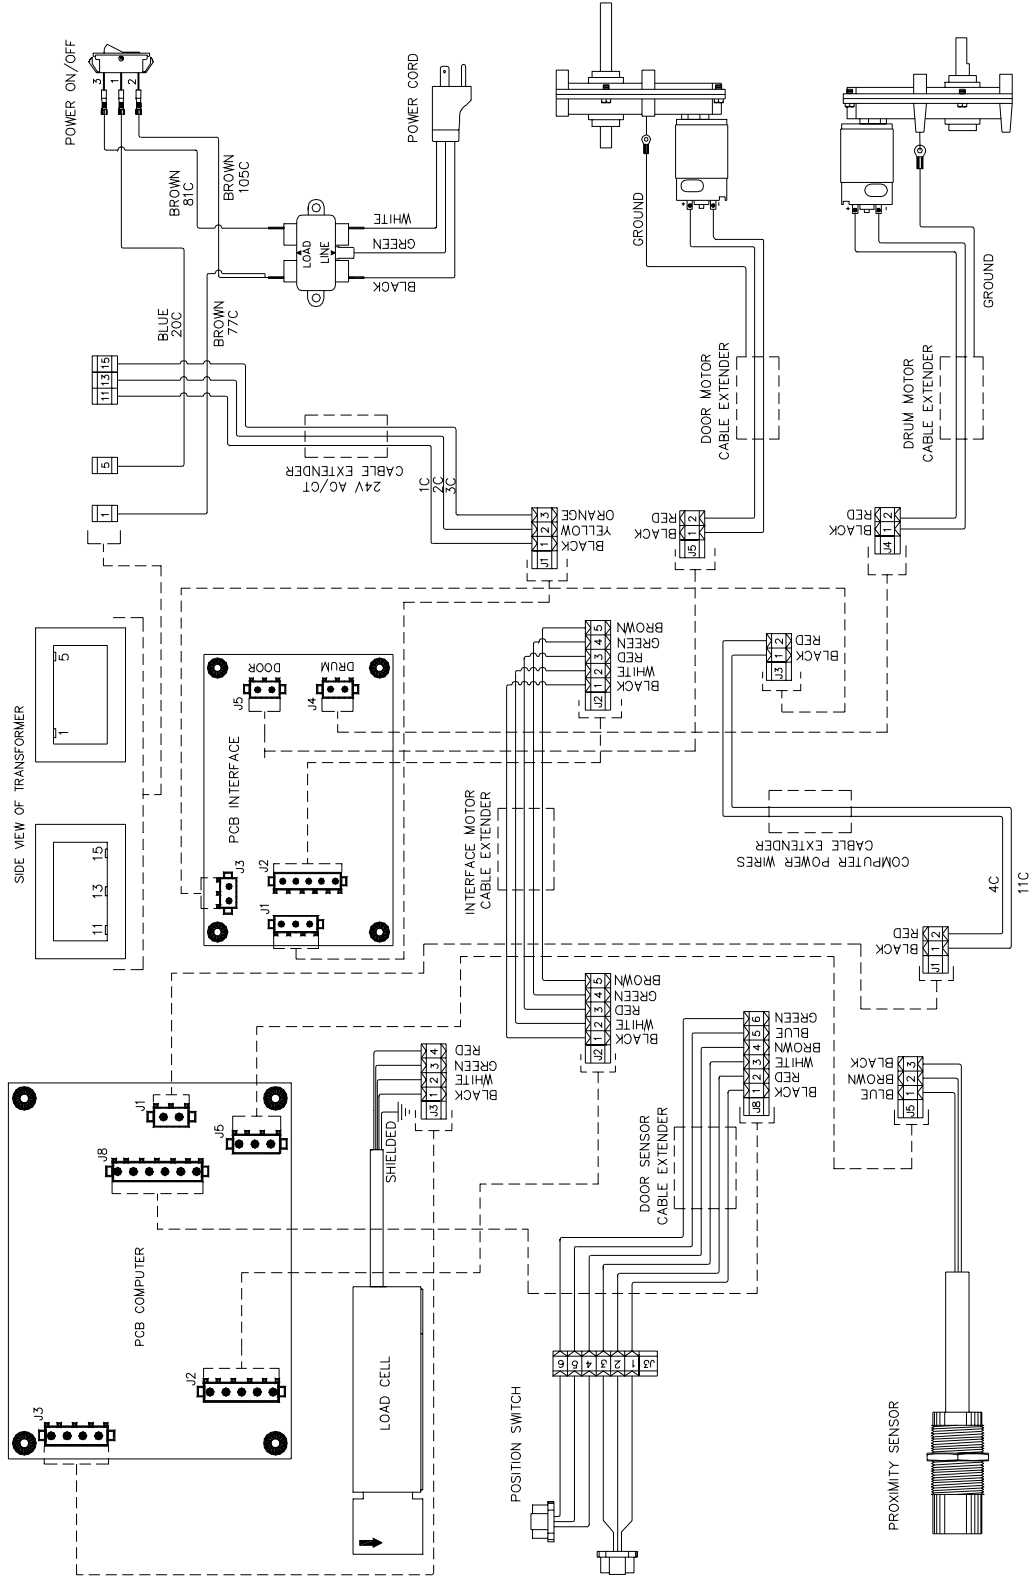 POWER ON/OFF
3
1
2
BROWN
81C
BROWN
105C
POWER CORD
LOAD
LINE
WHITE
GREEN
BLACK
BLUE
20C
BROWN
77C
15
13
11
5
1
24V AC/CT
CABLE EXTENDER
1C
2C
3C
J1
1
2
3
BLACK
YELLOW
ORANGE
GROUND
DOOR MOTOR
CABLE EXTENDER
J5
1
2
BLACK
RED
GROUND
DRUM MOTOR
CABLE EXTENDER
J4
1
2
BLACK
RED
SIDE VIEW OF TRANSFORMER
1
5
11
13
15
PCB INTERFACE
J5
DOOR
J4
DRUM
J3
J2
J1
J2
1
2
3
4
5
BLACK
WHITE
RED
GREEN
BROWN
INTERFACE MOTOR
CABLE EXTENDER
J2
1
2
3
4
5
BLACK
WHITE
RED
GREEN
BROWN
J3
1
2
BLACK
RED
COMPUTER POWER WIRES
CABLE EXTENDER
4C
11C
J1
1
2
BLACK
RED
PCB COMPUTER
J1
J5
J8
J2
J3
LOAD CELL
SHIELDED
J3
1
2
3
4
BLACK
WHITE
GREEN
RED
DOOR SENSOR
CABLE EXTENDER
J8
1
2
3
4
5
6
BLACK
RED
WHITE
BROWN
BLUE
GREEN
POSITION SWITCH
6
5
4
3
2
1
J3
PROXIMITY SENSOR
J5
1
2
3
BLUE
BROWN
BLACK